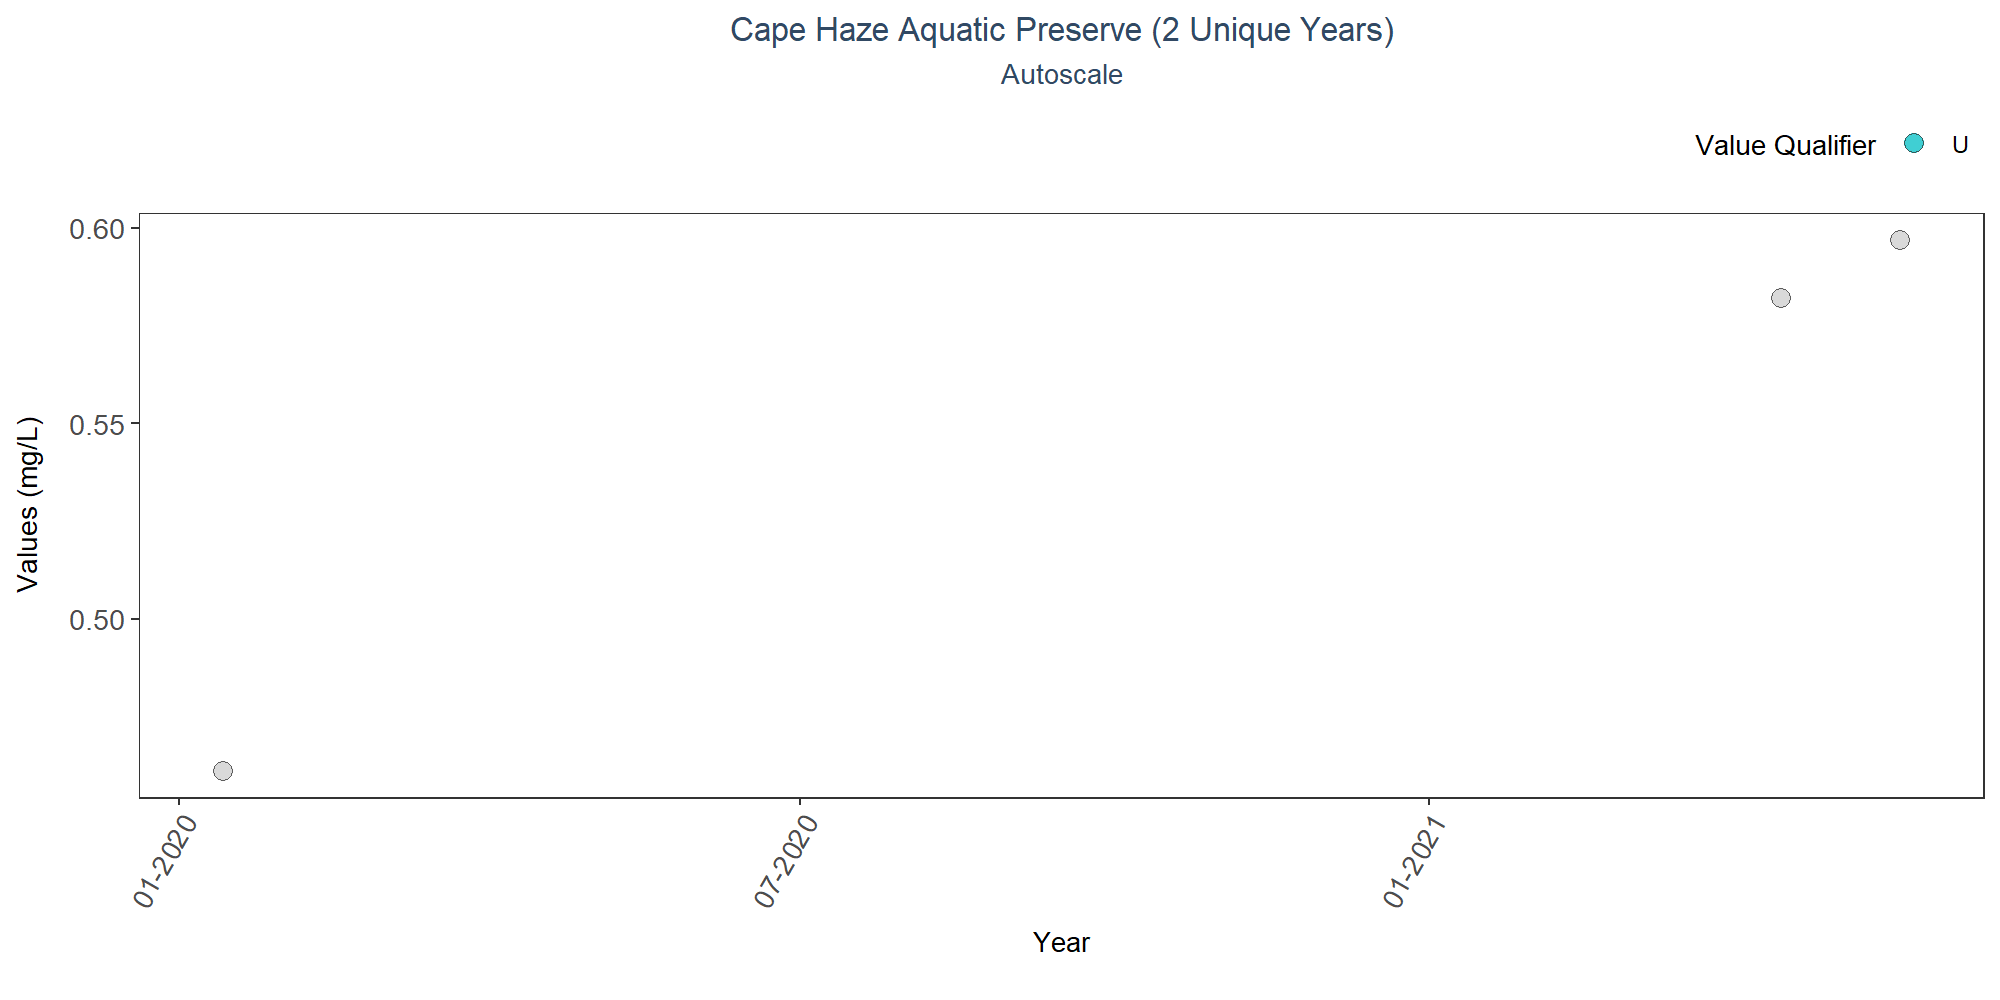 Cape Haze Aquatic Preserve (2 Unique Years)
Autoscale
Value Qualifier U
0.60
0.55
0.50
Values (mg/L)
01-2020
07-2020
01-2021
Year